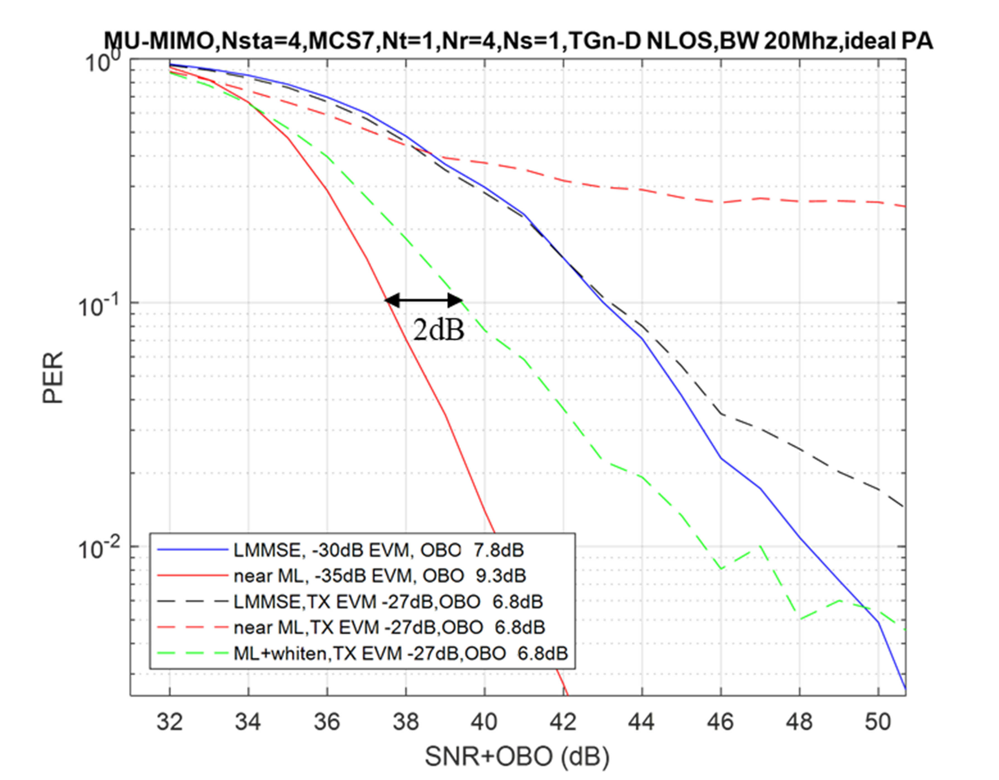 MU-MIMO,Nsta=4,MCS7,Nt=1,Nr=4,Ns=1,TGn-D NLOS,BW 20Mhz,ideal PA
10^0
10^-1
2dB
PER
10^-2
LMMSE, -30dB EVM, OBO 7.8dB
near ML, -35dB EVM, OBO 9.3dB
LMMSE,TX EVM -27dB,OBO 6.8dB
near ML,TX EVM -27dB,OBO 6.8dB
ML+whiten,TX EVM -27dB,OBO 6.8dB
32 34 36 38 40 42 44 46 48 50
SNR+OBO (dB)